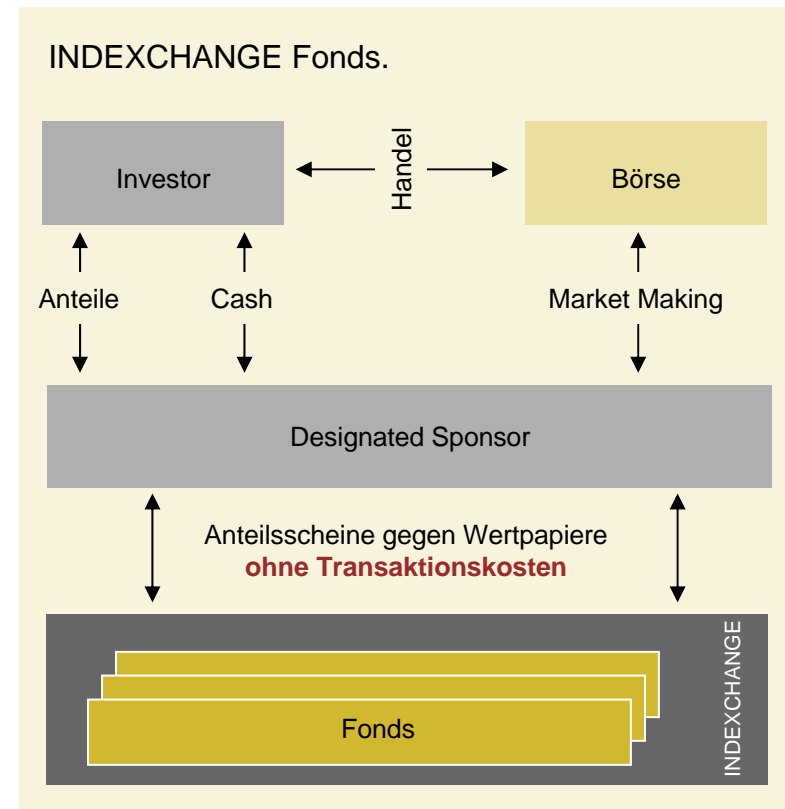 INDEXCHANGE Fonds.
Investor
Handel
Börse
Anteile
Cash
Market Making
Designated Sponsor
Anteilsscheine gegen Wertpapiere
ohne Transaktionskosten
Fonds
INDEXCHANGE